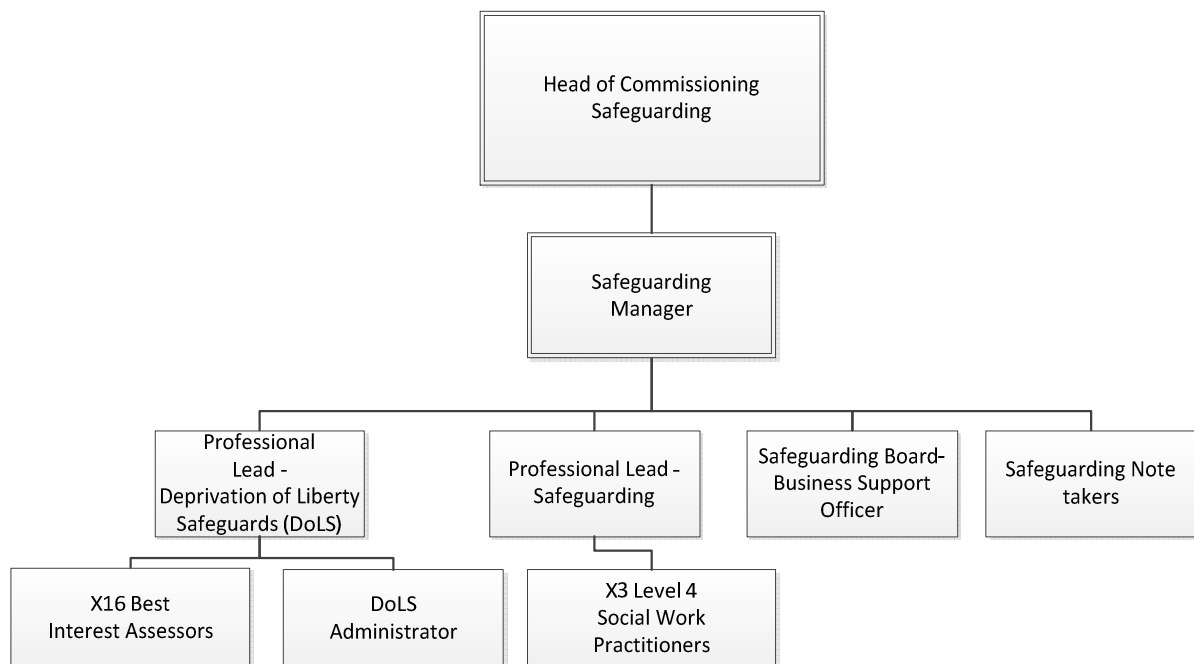 Head of Commissioning
Safeguarding
Safeguarding
Manager
Professional
Lead -
Deprivation of Liberty
Safeguards (DoLS)
Professional Lead -
Safeguarding
Safeguarding Board-
Business Support
Officer
Safeguarding Note
takers
X16 Best
Interest Assessors
DoLS
Administrator
X3 Level 4
Social Work
Practitioners